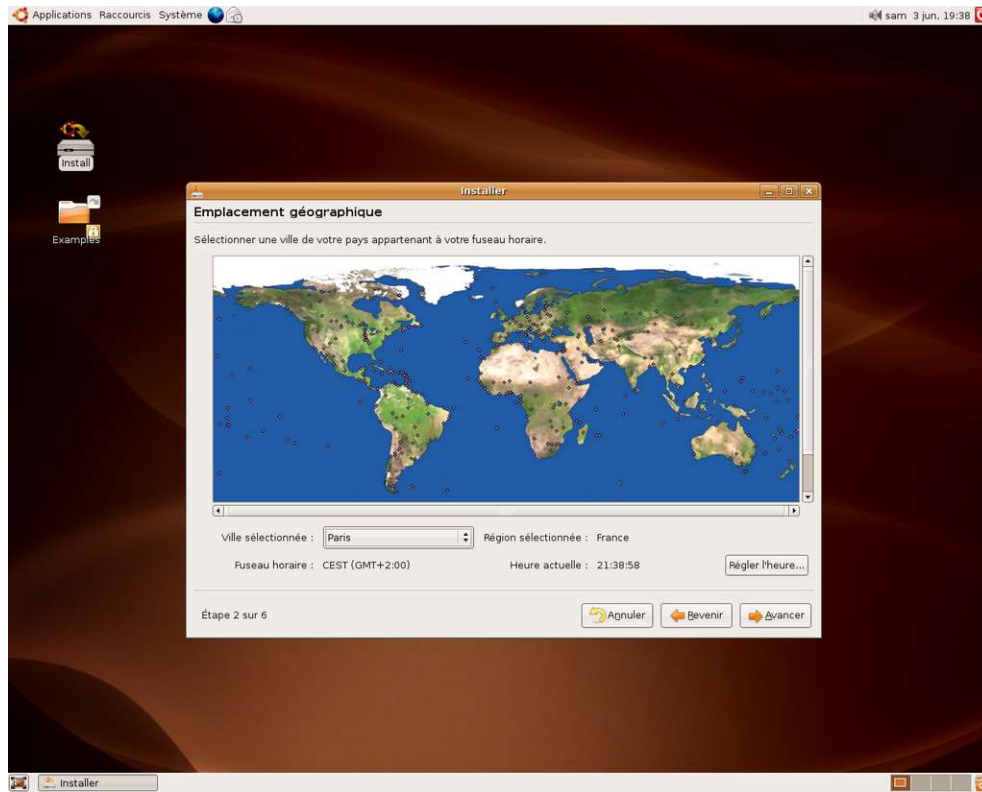 Applications Raccourcis Système
sam 3 jun, 19:38
Install
Examples
Installer
Emplacement géographique
Sélectionner une ville de votre pays appartenant à votre fuseau horaire.
Ville sélectionnée : Paris Région sélectionnée : France
Fuseau horaire : CEST (GMT+2:00) Heure actuelle : 21:38:58 Régler l'heure...
Étape 2 sur 6 Annuler Revenir Avancer
Installer